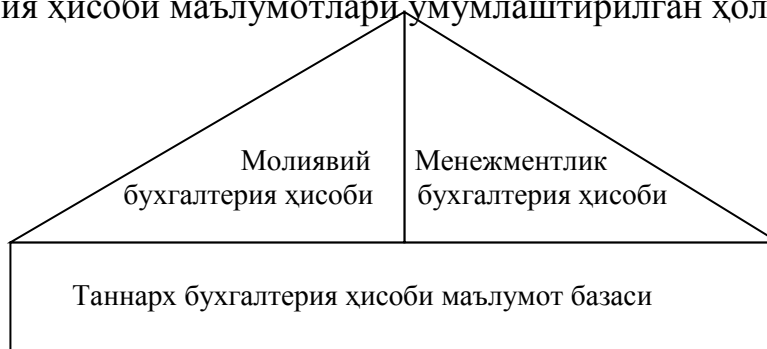 ия ҳисоби маълумотлари умумлаштирилган ҳол
Молиявий
бухгалтерия ҳисоби
Менежментлик
бухгалтерия ҳисоби
Таннарх бухгалтерия ҳисоби маълумот базаси